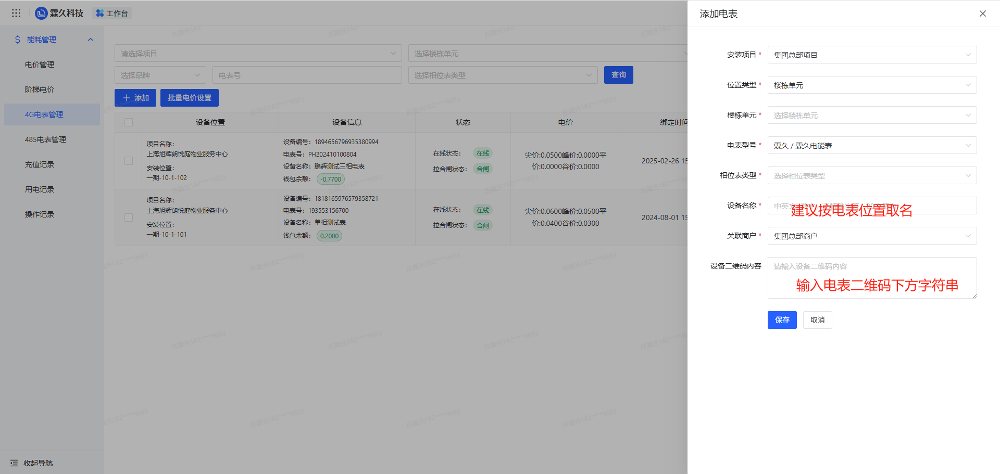 霖久科技
工作台
添加电表
能耗管理
电价管理
阶梯电价
4G电表管理
485电表管理
充值记录
用电记录
操作记录
收起导航
请选择项目
选择楼栋单元
选择品牌
电表号
选择相位表类型
查询
添加
批量电价设置
设备位置
设备信息
状态
电价
绑定时间
项目名称:
上海旭辉朗悦庭物业服务中心
安装位置:
一期-10-1-102
设备编号: 1894656796935380994
电表号: PH202410100804
设备名称: 鹏辉测试三相电表
钱包余额: -0.7700
在线状态: 在线
拉合闸状态: 合闸
尖价:0.0500峰价:0.0000平
价:0.0000谷价:0.0000
2025-02-26 15
项目名称:
上海旭辉朗悦庭物业服务中心
安装位置:
一期-10-1-101
设备编号: 1818165976579358721
电表号: 193553156700
设备名称: 单相测试表
钱包余额: 0.2000
在线状态: 在线
拉合闸状态: 合闸
尖价:0.0600峰价:0.0500平
价:0.0400谷价:0.0300
2024-08-01 15
安装项目 * 集团总部项目
位置类型 * 楼栋单元
楼栋单元 * 选择楼栋单元
电表型号 * 霖久 / 霖久电能表
相位表类型 * 选择相位表类型
设备名称 *
建议按电表位置取名
关联商户 * 集团总部商户
设备二维码内容 请输入设备二维码内容
输入电表二维码下方字符串
保存
取消